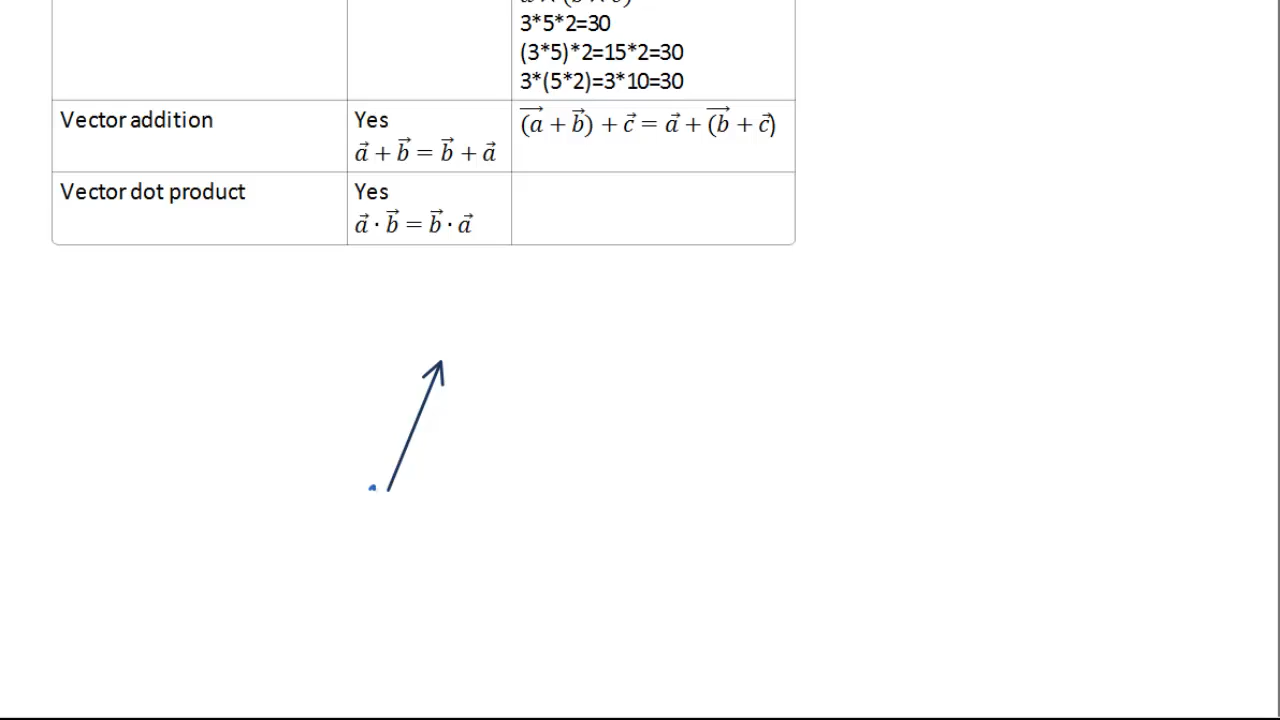 3*5*2=30
(3*5)*2=15*2=30
3*(5*2)=3*10=30
Vector addition
Yes
a⃗ + b⃗ = b⃗ + a⃗
(a⃗ + b⃗) + c⃗ = a⃗ + (b⃗ + c⃗)
Vector dot product
Yes
a⃗ · b⃗ = b⃗ · a⃗